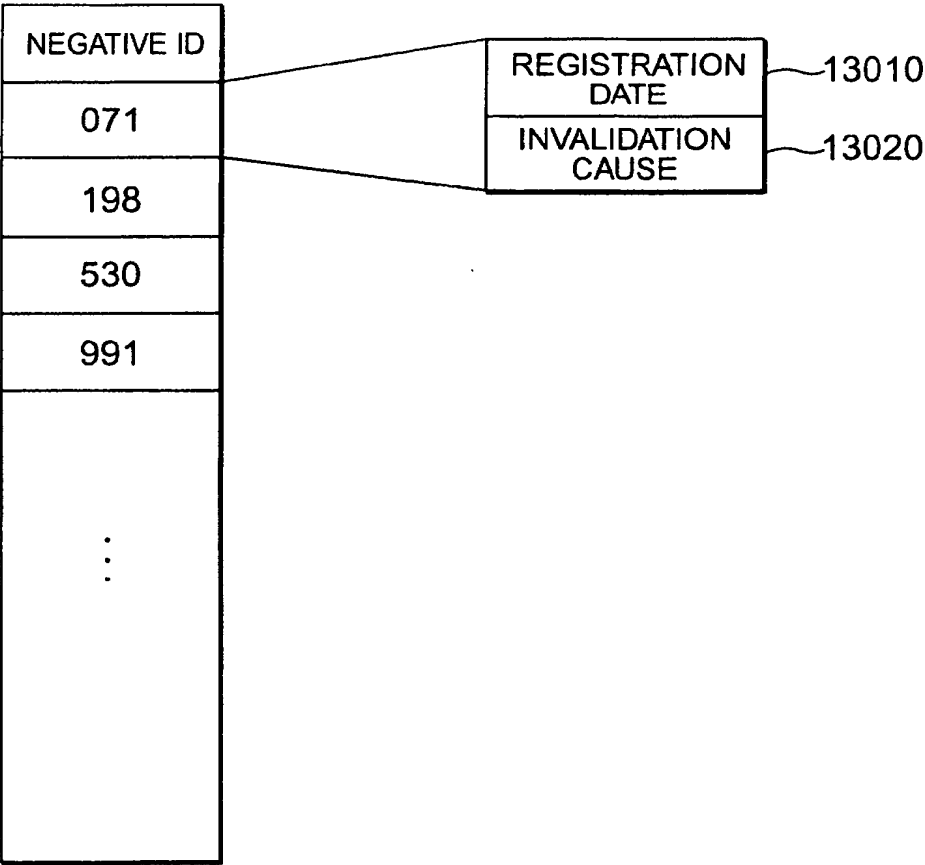 NEGATIVE ID
071
198
530
991
REGISTRATION
DATE
13010
INVALIDATION
CAUSE
13020